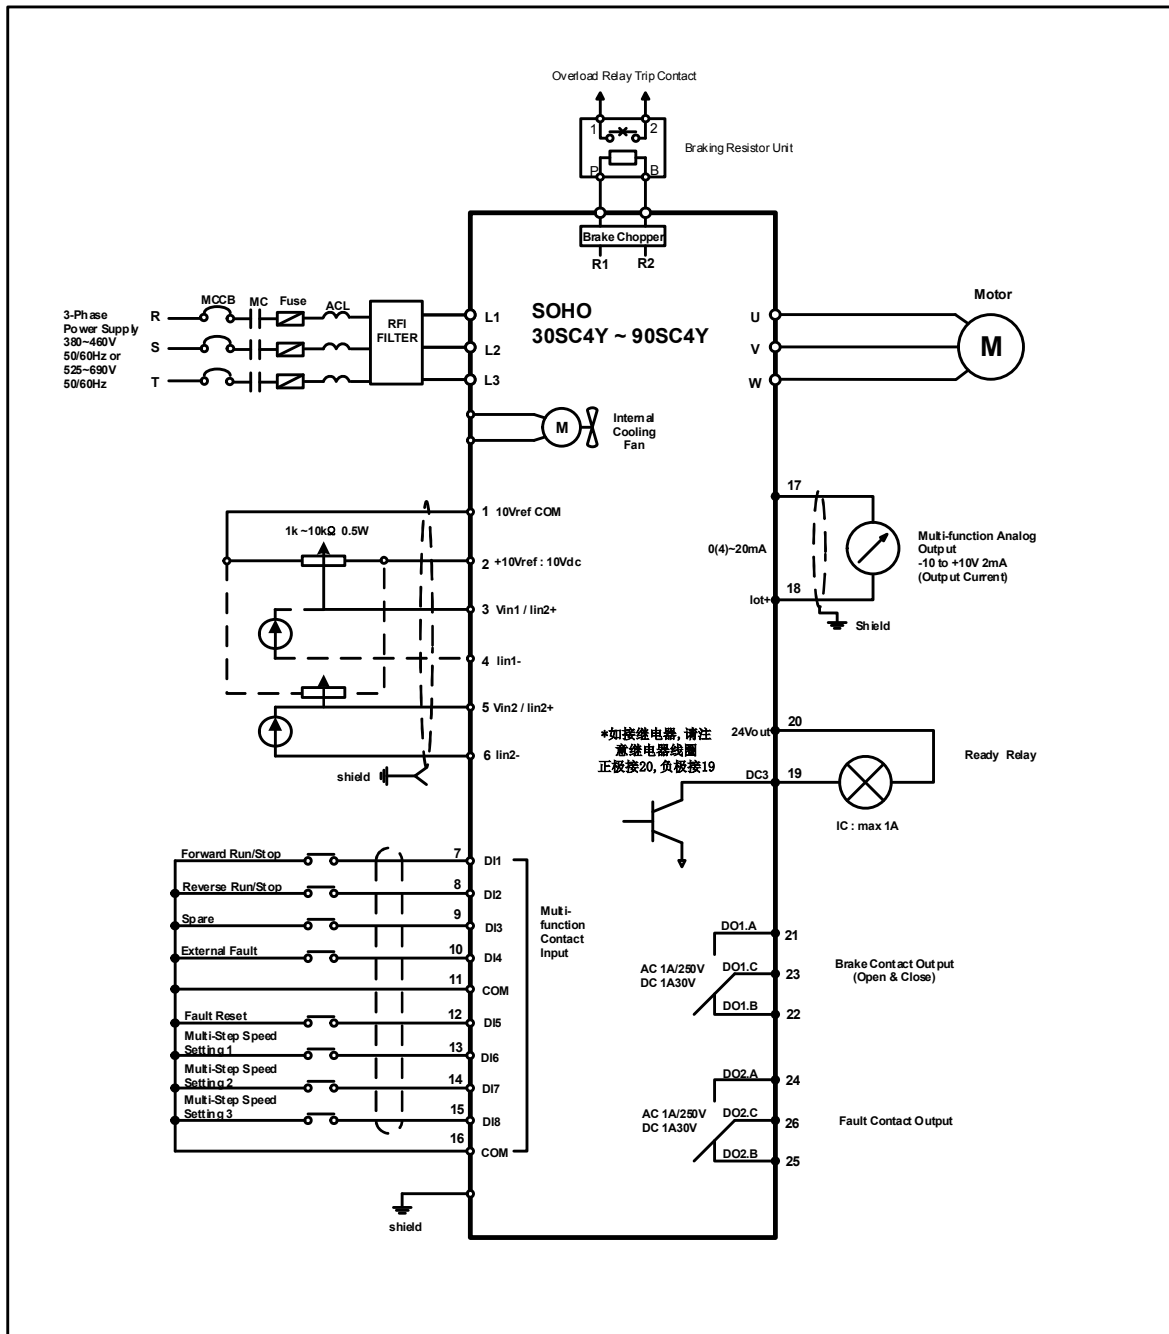 Overload Relay Trip Contact
1 2
Braking Resistor Unit
P B
Brake Chopper
R1 R2
SOHO
30SC4Y ~ 90SC4Y
3-Phase
Power Supply
380~460V
50/60Hz or
525~690V
50/60Hz
R
S
T
MCCB
MC
Fuse
ACL
RFI
FILTER
L1
L2
L3
U
V
W
Motor
M
M
Internal
Cooling
Fan
1 10Vref COM
1k ~10kΩ 0.5W
2 +10Vref : 10Vdc
3 Vin1 / Iin2+
4 Iin1-
5 Vin2 / Iin2+
6 Iin2-
shield
17
0(4)~20mA
18
Iot+
Multi-function Analog
Output
-10 to +10V 2mA
(Output Current)
Shield
*如接继电器,请注
意继电器线圈
正极接20,负极接19
24Vout
20
DC3
19
Ready Relay
IC : max 1A
Forward Run/Stop
7
DI1
Reverse Run/Stop
8
DI2
Spare
9
DI3
External Fault
10
DI4
11
COM
Fault Reset
12
DI5
Multi-Step Speed
Setting 1
13
DI6
Multi-Step Speed
Setting 2
14
DI7
Multi-Step Speed
Setting 3
15
DI8
16
COM
Multi-
function
Contact
Input
shield
DO1.A
21
AC 1A/250V
DC 1A30V
DO1.C
23
DO1.B
22
Brake Contact Output
(Open & Close)
DO2.A
24
AC 1A/250V
DC 1A30V
DO2.C
26
DO2.B
25
Fault Contact Output